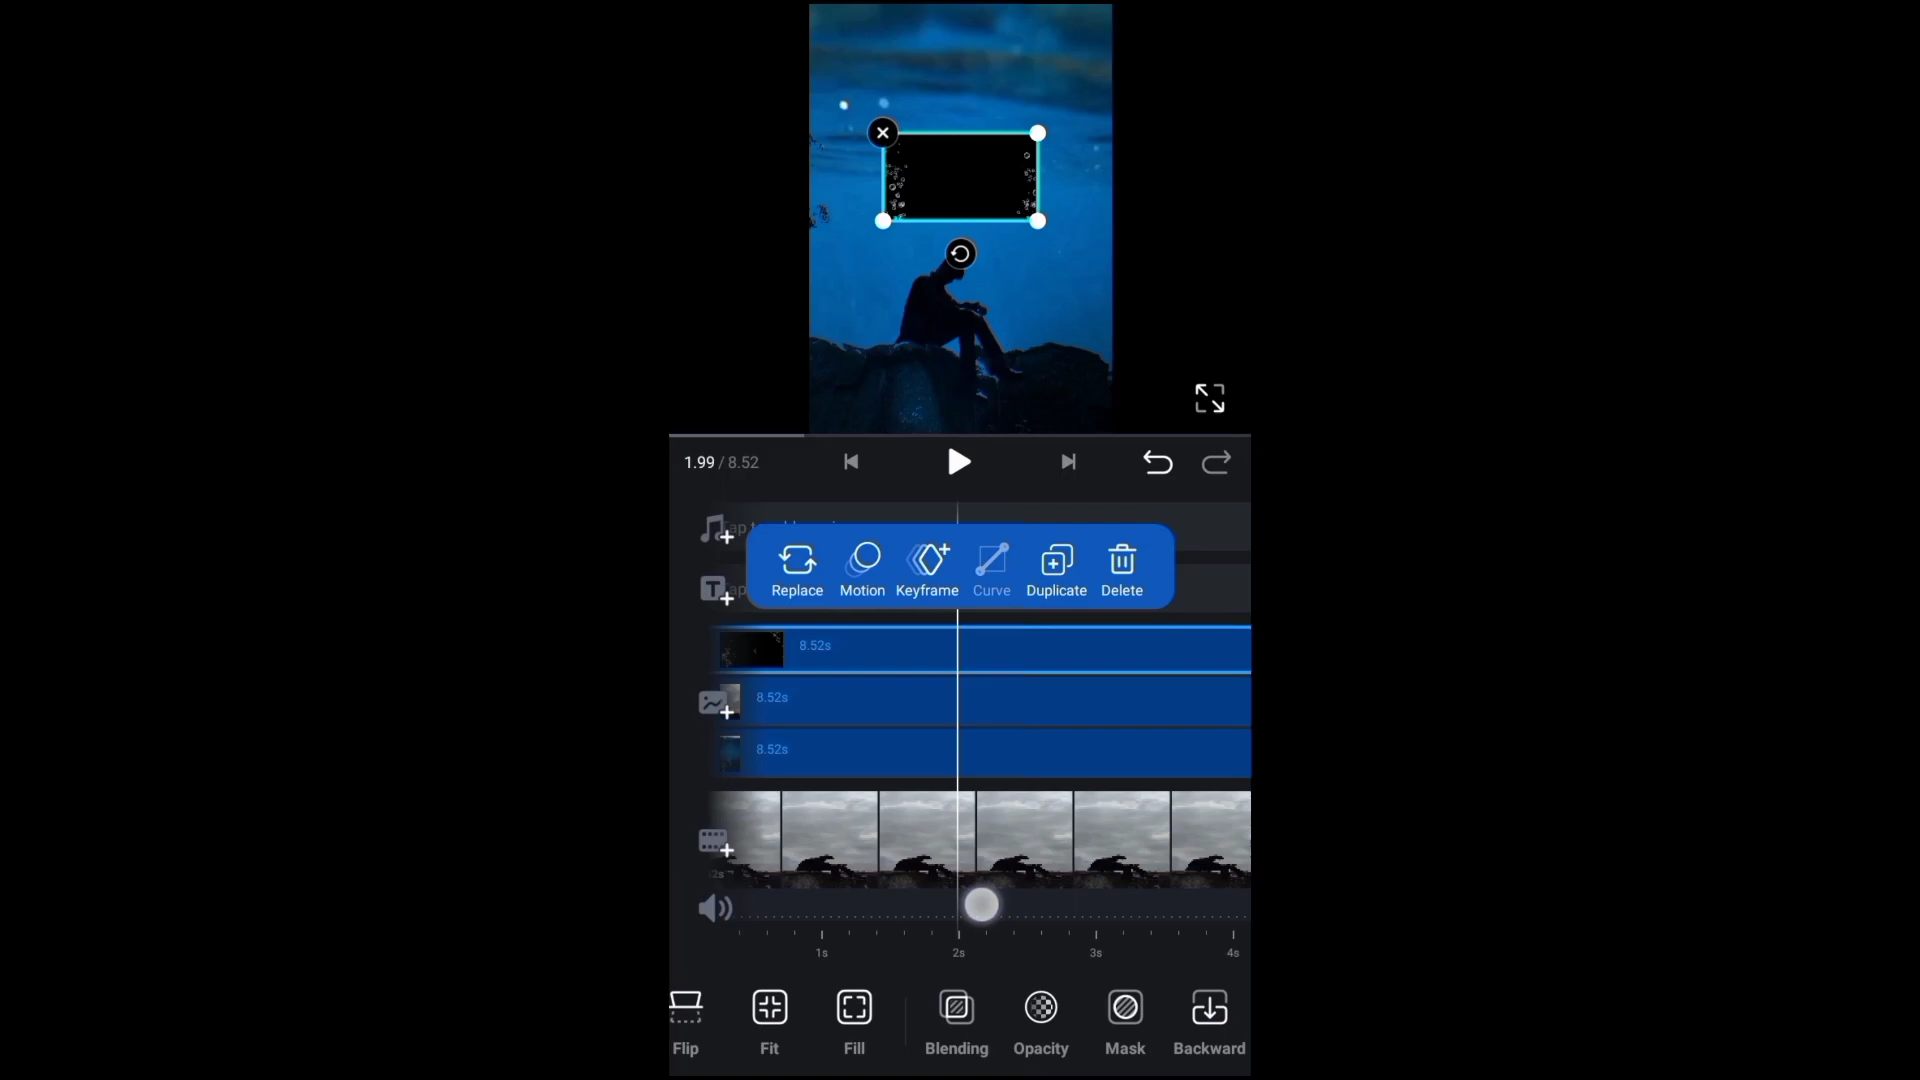 1.99 / 8.52
Replace Motion Keyframe Curve Duplicate Delete
8.52s
8.52s
8.52s
2s
1s 2s 3s 4s
Flip Fit Fill Blending Opacity Mask Backward